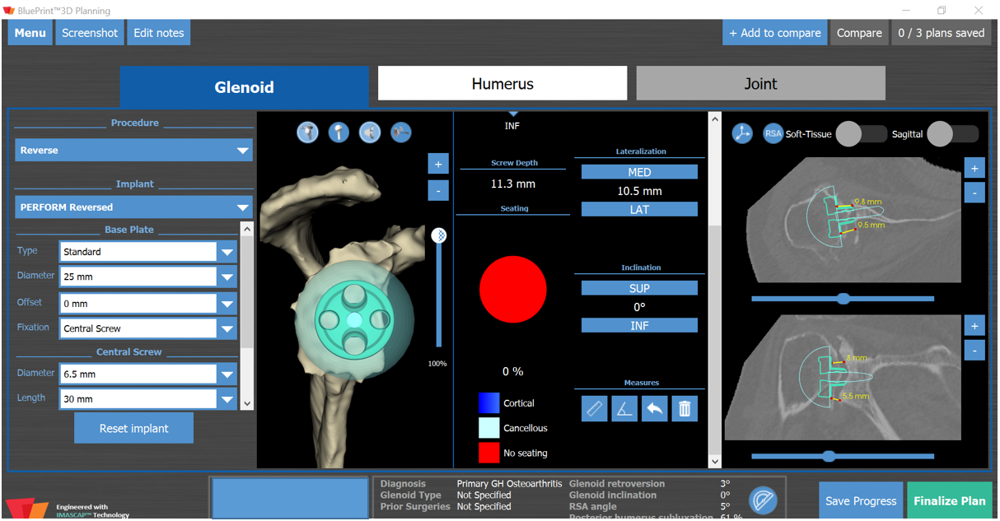 BluePrint™3D Planning
Menu Screenshot Edit notes + Add to compare Compare 0 / 3 plans saved
Glenoid Humerus Joint
Procedure
Reverse
Implant
PERFORM Reversed
Base Plate
Type Standard
Diameter 25 mm
Offset 0 mm
Fixation Central Screw
Central Screw
Diameter 6.5 mm
Length 30 mm
Reset implant
+
-
100%
INF
Screw Depth
11.3 mm
Seating
0 %
Cortical
Cancellous
No seating
Lateralization
MED
10.5 mm
LAT
Inclination
SUP
0°
INF
Measures
RSA Soft-Tissue Sagittal
+
-
9.8 mm
9.5 mm
+
-
8 mm
5.5 mm
Engineered with
IMASCAP™ Technology
Diagnosis Primary GH Osteoarthritis
Glenoid Type Not Specified
Prior Surgeries Not Specified
Glenoid retroversion 3°
Glenoid inclination 0°
RSA angle 5°
Posterior humerus subluxation 61 %
Save Progress Finalize Plan